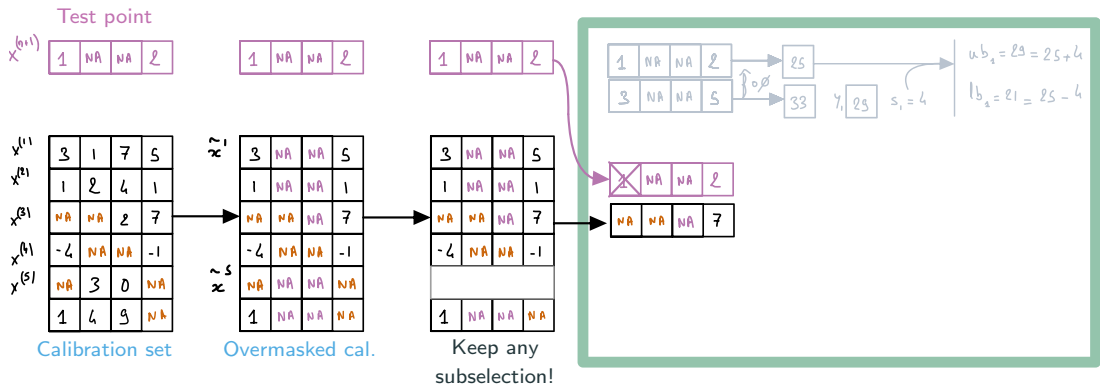 Test point
x^(n+1) 1 NA NA 2
1 NA NA 2
1 NA NA 2
1 NA NA 2 25
3 NA NA 5 33
y₁ 29 s₁ = 4
ub₁ = 29 = 25 + 4
lb₂ = 21 = 25 - 4
x^(1) 3 1 7 5
x^(2) 1 2 4 1
x^(3) NA NA 2 7
x^(4) -4 NA NA -1
x^(5) NA 3 0 NA
1 4 9 NA
Calibration set
x̃^1 3 NA NA 5
1 NA NA 1
NA NA NA 7
-4 NA NA -1
x̃^5 NA NA NA NA
1 NA NA NA
Overmasked cal.
3 NA NA 5
1 NA NA 1
NA NA NA 7
-4 NA NA -1
1 NA NA NA
Keep any
subselection!
1 NA NA 2
NA NA NA 7